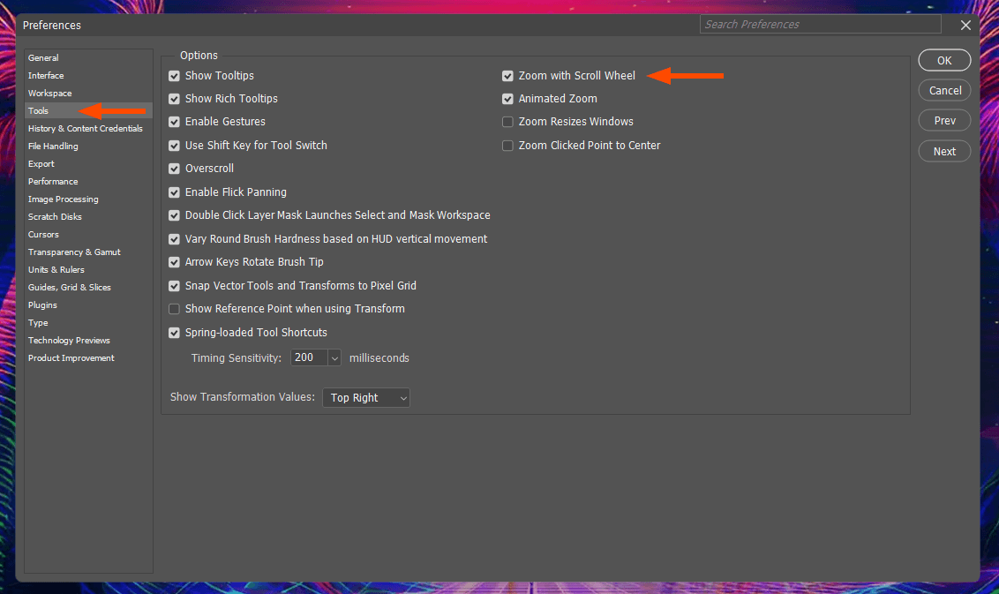 Preferences
Search Preferences
General
Interface
Workspace
Tools
History & Content Credentials
File Handling
Export
Performance
Image Processing
Scratch Disks
Cursors
Transparency & Gamut
Units & Rulers
Guides, Grid & Slices
Plugins
Type
Technology Previews
Product Improvement
Options
Show Tooltips
Show Rich Tooltips
Enable Gestures
Use Shift Key for Tool Switch
Overscroll
Enable Flick Panning
Double Click Layer Mask Launches Select and Mask Workspace
Vary Round Brush Hardness based on HUD vertical movement
Arrow Keys Rotate Brush Tip
Snap Vector Tools and Transforms to Pixel Grid
Show Reference Point when using Transform
Spring-loaded Tool Shortcuts
Timing Sensitivity: 200 milliseconds
Show Transformation Values: Top Right
Zoom with Scroll Wheel
Animated Zoom
Zoom Resizes Windows
Zoom Clicked Point to Center
OK
Cancel
Prev
Next